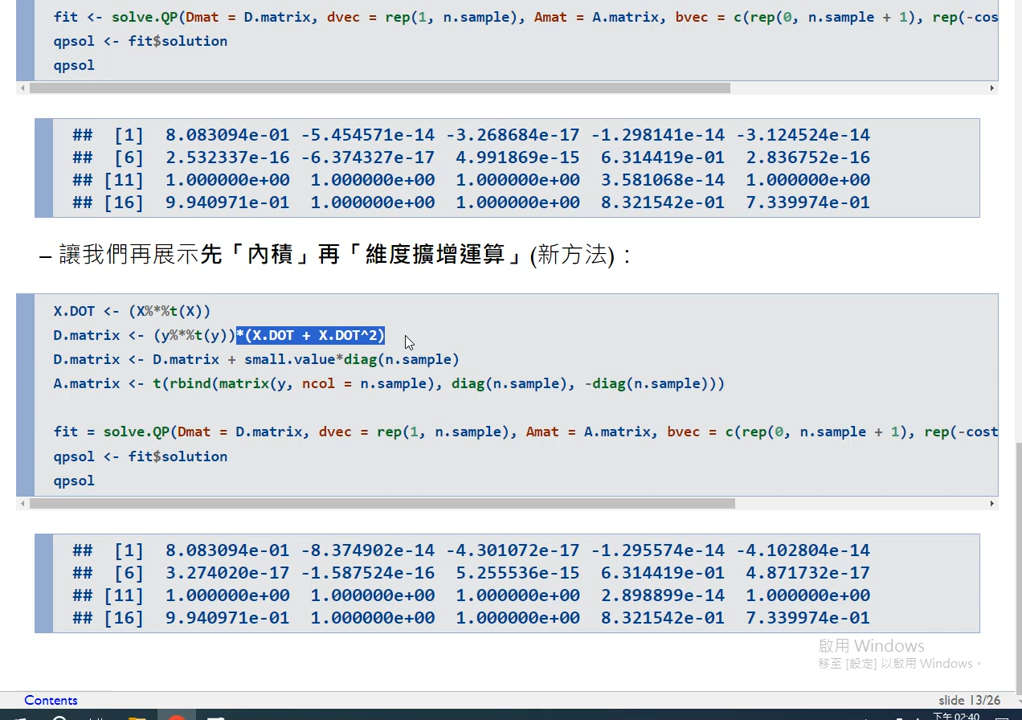 fit <- solve.QP(Dmat = D.matrix, dvec = rep(1, n.sample), Amat = A.matrix, bvec = c(rep(0, n.sample + 1), rep(-cos
qpsol <- fit$solution
qpsol
## [1] 8.083094e-01 -5.454571e-14 -3.268684e-17 -1.298141e-14 -3.124524e-14
## [6] 2.532337e-16 -6.374327e-17 4.991869e-15 6.314419e-01 2.836752e-16
## [11] 1.000000e+00 1.000000e+00 1.000000e+00 3.581068e-14 1.000000e+00
## [16] 9.940971e-01 1.000000e+00 1.000000e+00 8.321542e-01 7.339974e-01
– 讓我們再展示先「內積」再「維度擴增運算」(新方法)：
X.DOT <- (X%*%t(X))
D.matrix <- (y%*%t(y))*(X.DOT + X.DOT^2)
D.matrix <- D.matrix + small.value*diag(n.sample)
A.matrix <- t(rbind(matrix(y, ncol = n.sample), diag(n.sample), -diag(n.sample)))
fit = solve.QP(Dmat = D.matrix, dvec = rep(1, n.sample), Amat = A.matrix, bvec = c(rep(0, n.sample + 1), rep(-cost
qpsol <- fit$solution
qpsol
## [1] 8.083094e-01 -8.374902e-14 -4.301072e-17 -1.295574e-14 -4.102804e-14
## [6] 3.274020e-17 -1.587524e-16 5.255536e-15 6.314419e-01 4.871732e-17
## [11] 1.000000e+00 1.000000e+00 1.000000e+00 2.898899e-14 1.000000e+00
## [16] 9.940971e-01 1.000000e+00 1.000000e+00 8.321542e-01 7.339974e-01
啟用 Windows
移至 [設定] 以啟用 Windows。
Contents
slide 13/26
下午 02:40